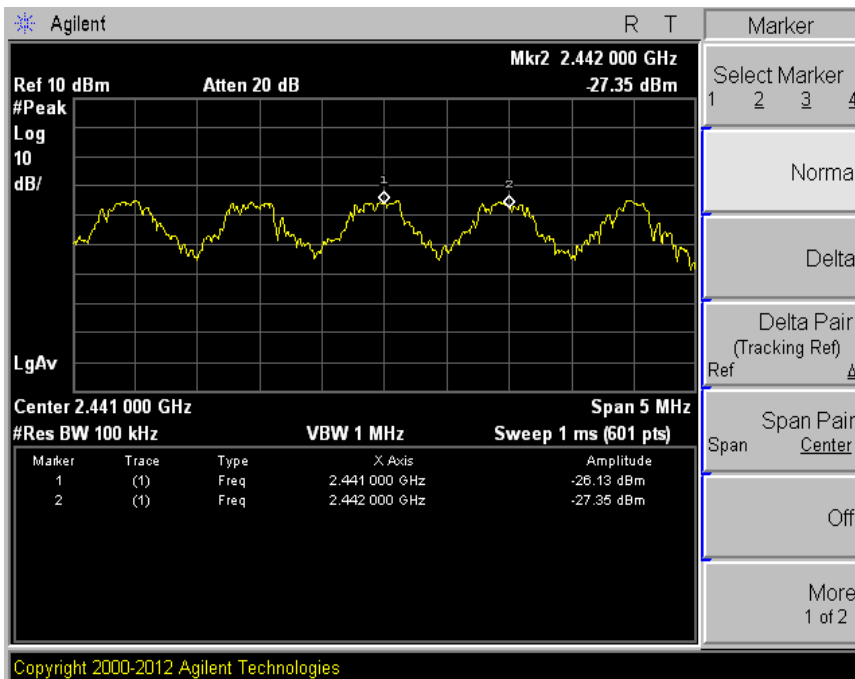 Agilent R T Marker
Mkr2 2.442 000 GHz
Ref 10 dBm Atten 20 dB -27.35 dBm
#Peak
Log
10
dB/
1 2
LgAv
Center 2.441 000 GHz Span 5 MHz
#Res BW 100 kHz VBW 1 MHz Sweep 1 ms (601 pts)
Marker Trace Type X Axis Amplitude
1 (1) Freq 2.441 000 GHz -26.13 dBm
2 (1) Freq 2.442 000 GHz -27.35 dBm
Select Marker
1 2 3 4
Norma
Delta
Delta Pair
(Tracking Ref)
Ref Δ
Span Pair
Span Center
Off
More
1 of 2
Copyright 2000-2012 Agilent Technologies